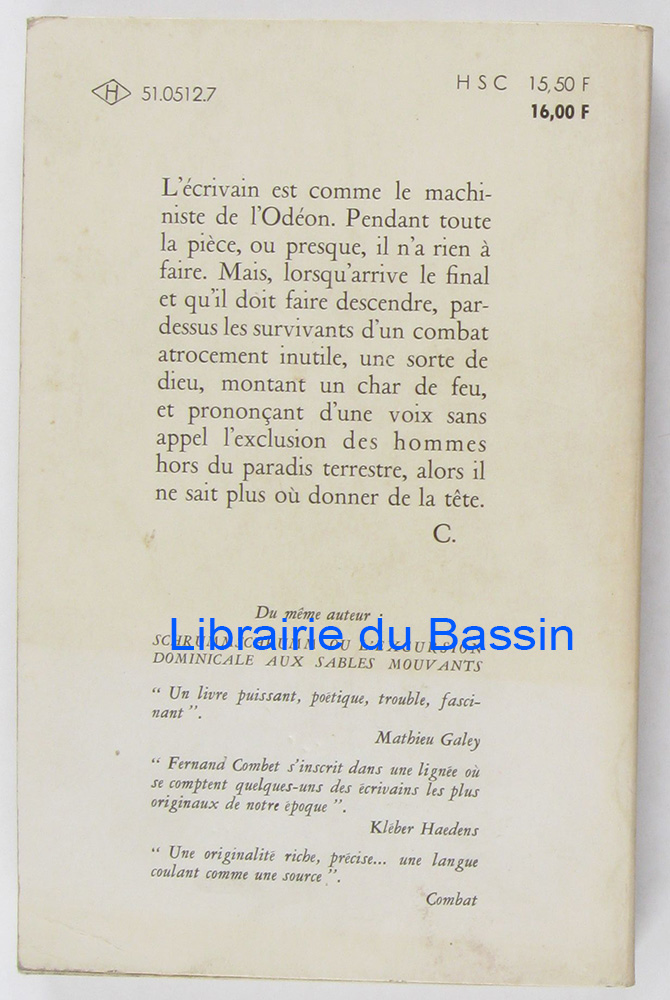 H 51.0512.7
HSC 15,50 F
16,00 F
L'écrivain est comme le machi-
niste de l'Odéon. Pendant toute
la pièce, ou presque, il n'a rien à
faire. Mais, lorsqu'arrive le final
et qu'il doit faire descendre, par-
dessus les survivants d'un combat
atrocement inutile, une sorte de
dieu, montant un char de feu,
et prononçant d'une voix sans
appel l'exclusion des hommes
hors du paradis terrestre, alors il
ne sait plus où donner de la tête.
C.
Du même auteur :
Librairie du Bassin
SCHRUMMSCHRUMM OU L'EXCURSION
DOMINICALE AUX SABLES MOUVANTS
“ Un livre puissant, poétique, trouble, fasci-
nant ”.
Mathieu Galey
“ Fernand Combet s'inscrit dans une lignée où
se comptent quelques-uns des écrivains les plus
originaux de notre époque ”.
Kléber Haedens
“ Une originalité riche, précise... une langue
coulant comme une source ”.
Combat